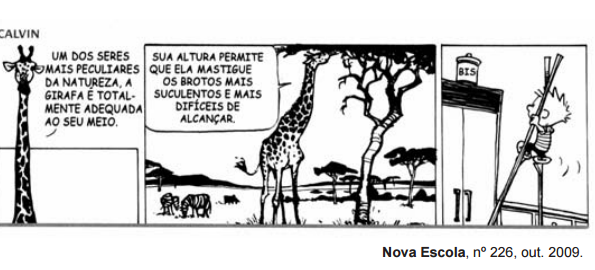 CALVIN
UM DOS SERES
MAIS PECULIARES
DA NATUREZA, A
GIRAFA É TOTAL-
MENTE ADEQUADA
AO SEU MEIO.
SUA ALTURA PERMITE
QUE ELA MASTIGUE
OS BROTOS MAIS
SUCULENTOS E MAIS
DIFÍCEIS DE
ALCANÇAR.
BIS
Nova Escola, nº 226, out. 2009.